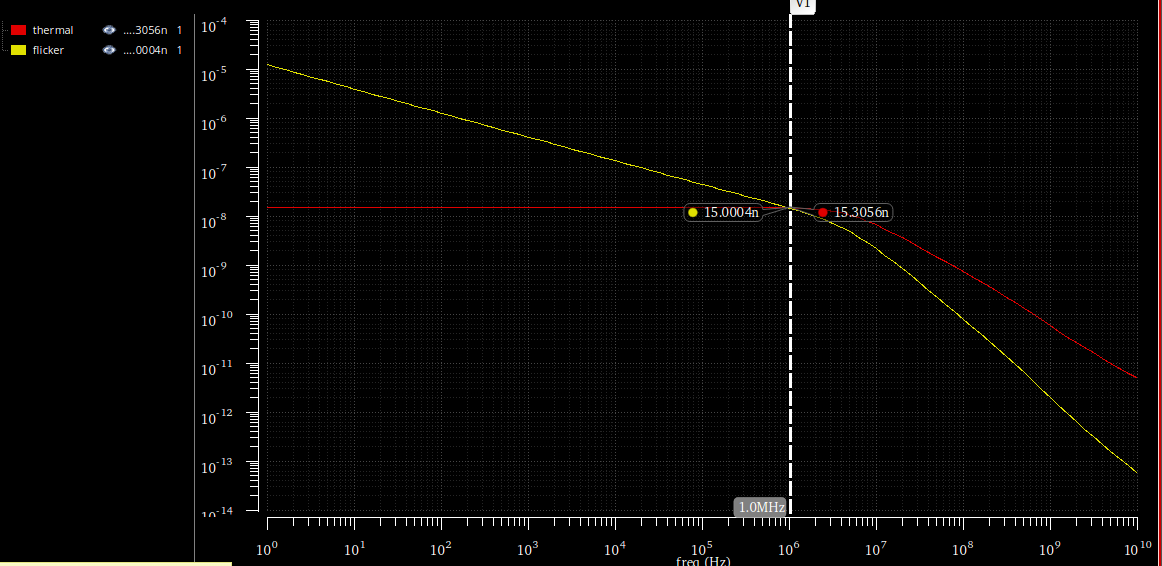 V1
thermal ....3056n 1
flicker ....0004n 1
10-4
10-5
10-6
10-7
10-8
10-9
10-10
10-11
10-12
10-13
10-14
15.0004n 15.3056n
1.0MHz
10⁰ 10¹ 10² 10³ 10⁴ 10⁵ 10⁶ 10⁷ 10⁸ 10⁹ 10¹⁰
freq (Hz)